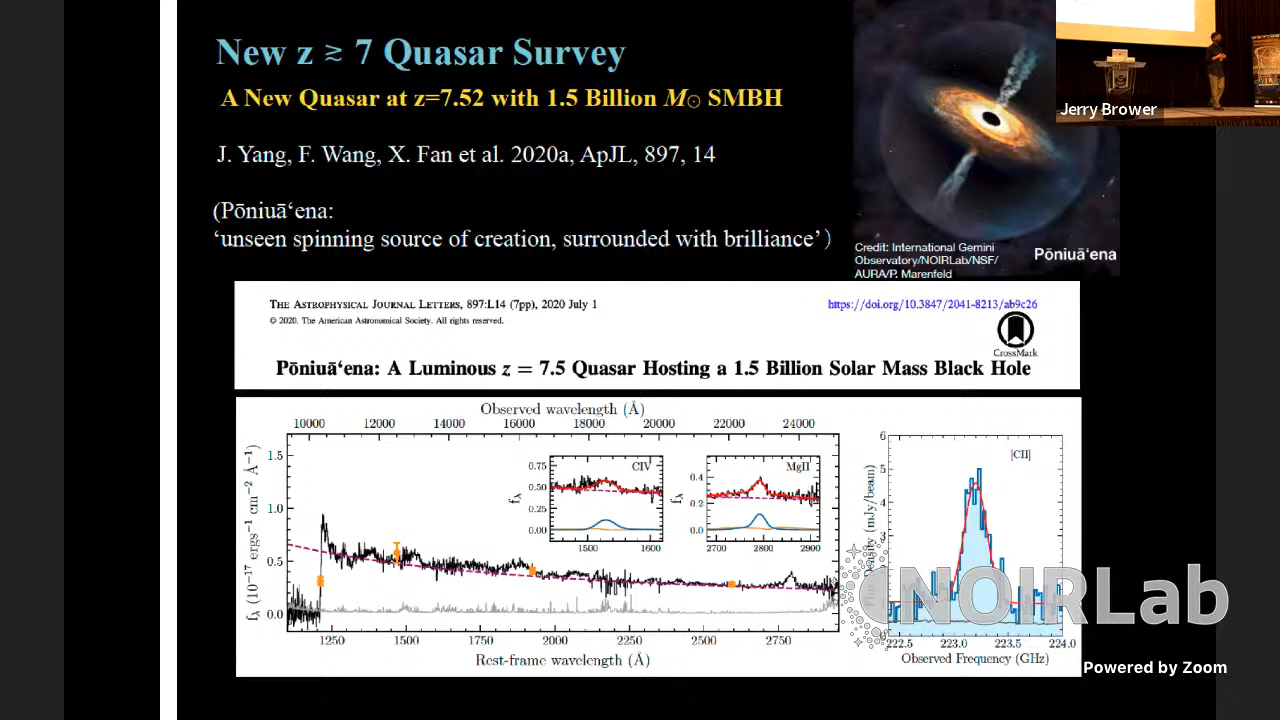 New z ≳ 7 Quasar Survey
A New Quasar at z=7.52 with 1.5 Billion M☉ SMBH
J. Yang, F. Wang, X. Fan et al. 2020a, ApJL, 897, 14
(Pōniuāʻena:
‘unseen spinning source of creation, surrounded with brilliance’)
Credit: International Gemini
Observatory/NOIRLab/NSF/
AURA/P. Marenfeld
Pōniuāʻena
Jerry Brower
THE ASTROPHYSICAL JOURNAL LETTERS, 897:L14 (7pp), 2020 July 1
https://doi.org/10.3847/2041-8213/ab9c26
© 2020. The American Astronomical Society. All rights reserved.
CrossMark
Pōniuāʻena: A Luminous z = 7.5 Quasar Hosting a 1.5 Billion Solar Mass Black Hole
Observed wavelength (Å)
10000 12000 14000 16000 18000 20000 22000 24000
fλ (10⁻¹⁷ ergs⁻¹ cm⁻² Å⁻¹)
1.5
1.0
0.5
0.0
1250 1500 1750 2000 2250 2500 2750
Rest-frame wavelength (Å)
CIV
fλ
0.75
0.50
0.25
0.00
1500 1600
MgII
fλ
0.4
0.2
0.0
2700 2800 2900
[CII]
(mJy/beam)
6
5
4
3
222.5 223.0 223.5 224.0
Observed Frequency (GHz)
NOIRLab
Powered by Zoom